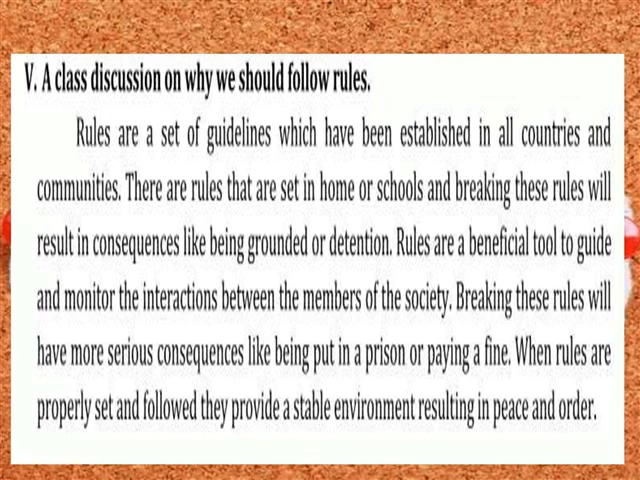 V. A class discussion on why we should follow rules.
Rules are a set of guidelines which have been established in all countries and
communities. There are rules that are set in home or schools and breaking these rules will
result in consequences like being grounded or detention. Rules are a beneficial tool to guide
and monitor the interactions between the members of the society. Breaking these rules will
have more serious consequences like being put in a prison or paying a fine. When rules are
properly set and followed they provide a stable environment resulting in peace and order.